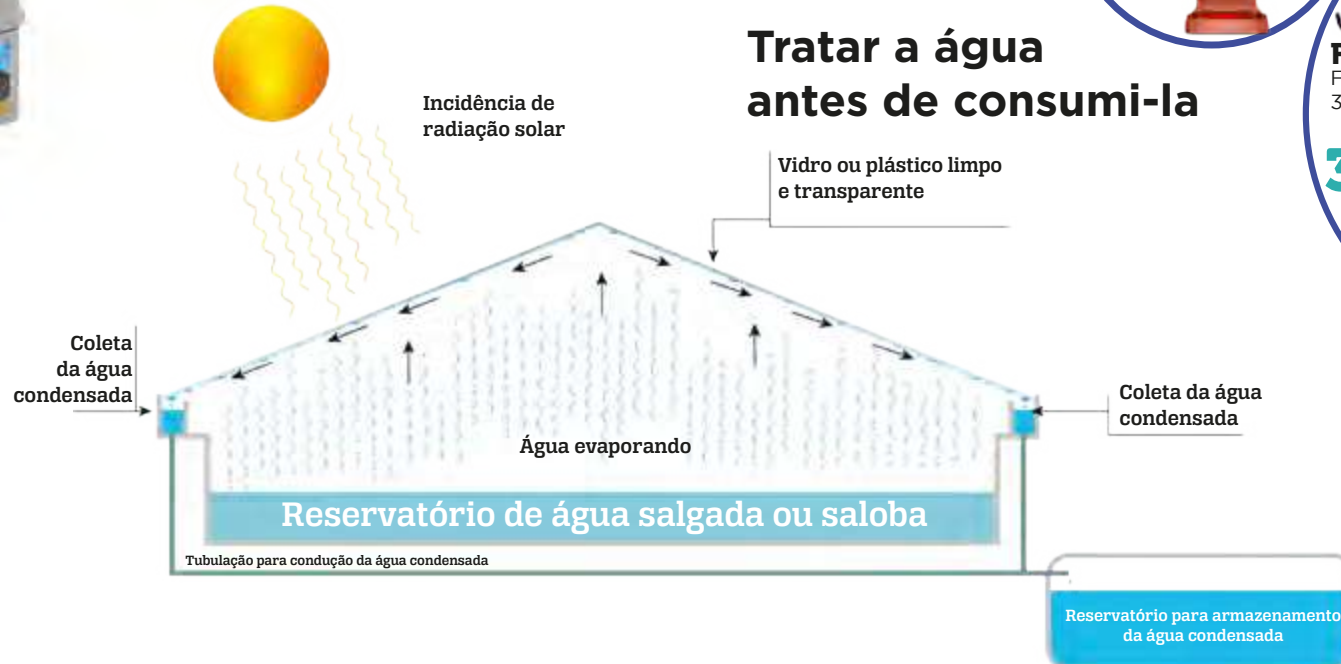 Tratar a água
antes de consumi-la
Incidência de
radiação solar
Vidro ou plástico limpo
e transparente
Coleta
da água
condensada
Coleta da água
condensada
Água evaporando
Reservatório de água salgada ou saloba
Tubulação para condução da água condensada
Reservatório para armazenamento
da água condensada
F
3
3